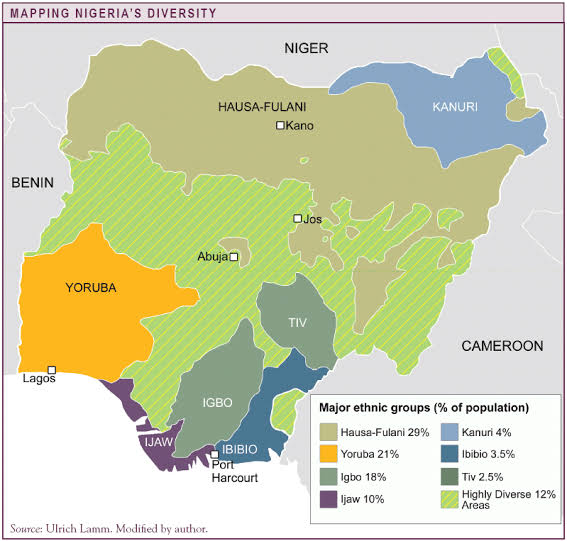 MAPPING NIGERIA'S DIVERSITY
NIGER
HAUSA-FULANI
KANURI
Kano
BENIN
Jos
Abuja
YORUBA
TIV
CAMEROON
Lagos
IGBO
IJAW
IBIBIO
Port
Harcourt
Major ethnic groups (% of population)
Hausa-Fulani 29%
Kanuri 4%
Yoruba 21%
Ibibio 3.5%
Igbo 18%
Tiv 2.5%
Ijaw 10%
Highly Diverse 12%
Areas
Source: Ulrich Lamm. Modified by author.